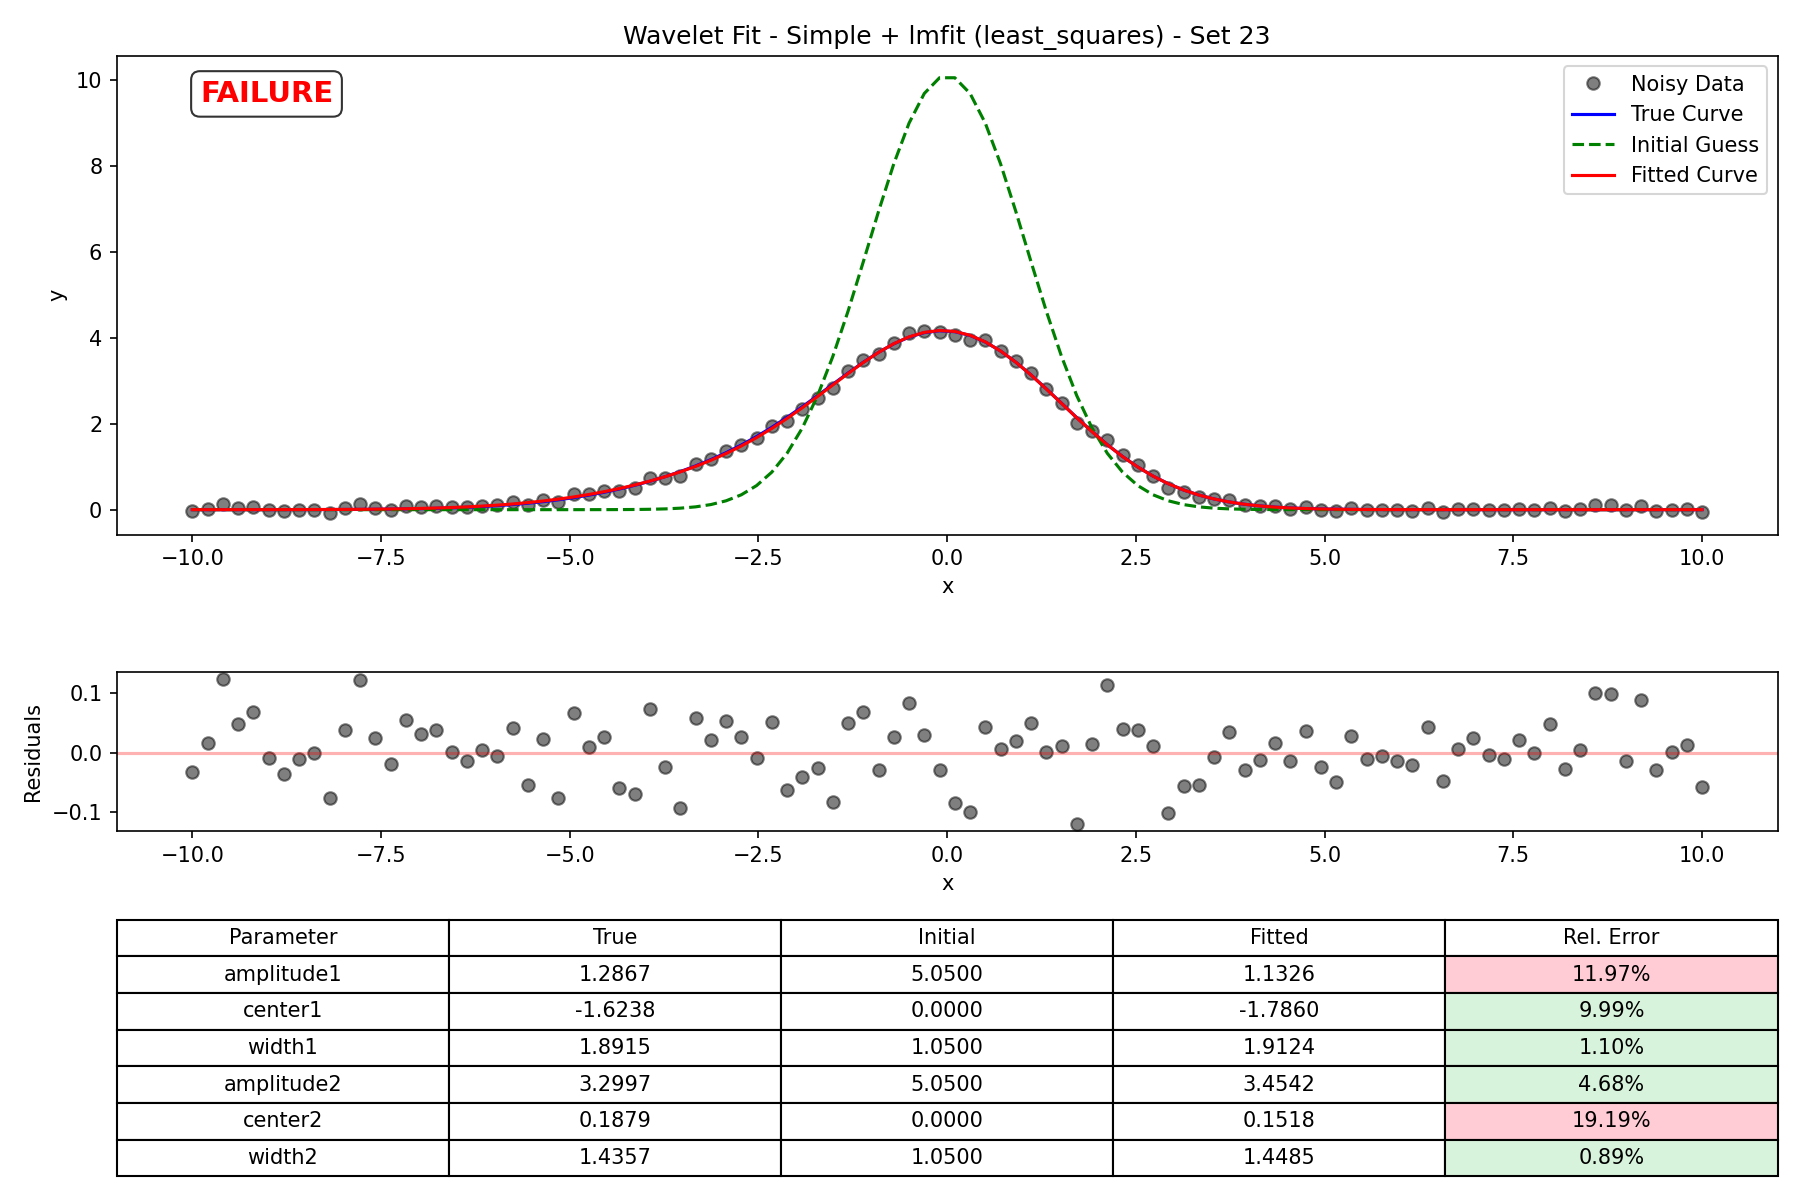 Wavelet Fit - Simple + lmfit (least_squares) - Set 23
FAILURE
Noisy Data
True Curve
Initial Guess
Fitted Curve
10
8
6
4
2
0
y
−10.0 −7.5 −5.0 −2.5 0.0 2.5 5.0 7.5 10.0
x
0.1
0.0
−0.1
Residuals
−10.0 −7.5 −5.0 −2.5 0.0 2.5 5.0 7.5 10.0
x
Parameter True Initial Fitted Rel. Error
amplitude1 1.2867 5.0500 1.1326 11.97%
center1 -1.6238 0.0000 -1.7860 9.99%
width1 1.8915 1.0500 1.9124 1.10%
amplitude2 3.2997 5.0500 3.4542 4.68%
center2 0.1879 0.0000 0.1518 19.19%
width2 1.4357 1.0500 1.4485 0.89%